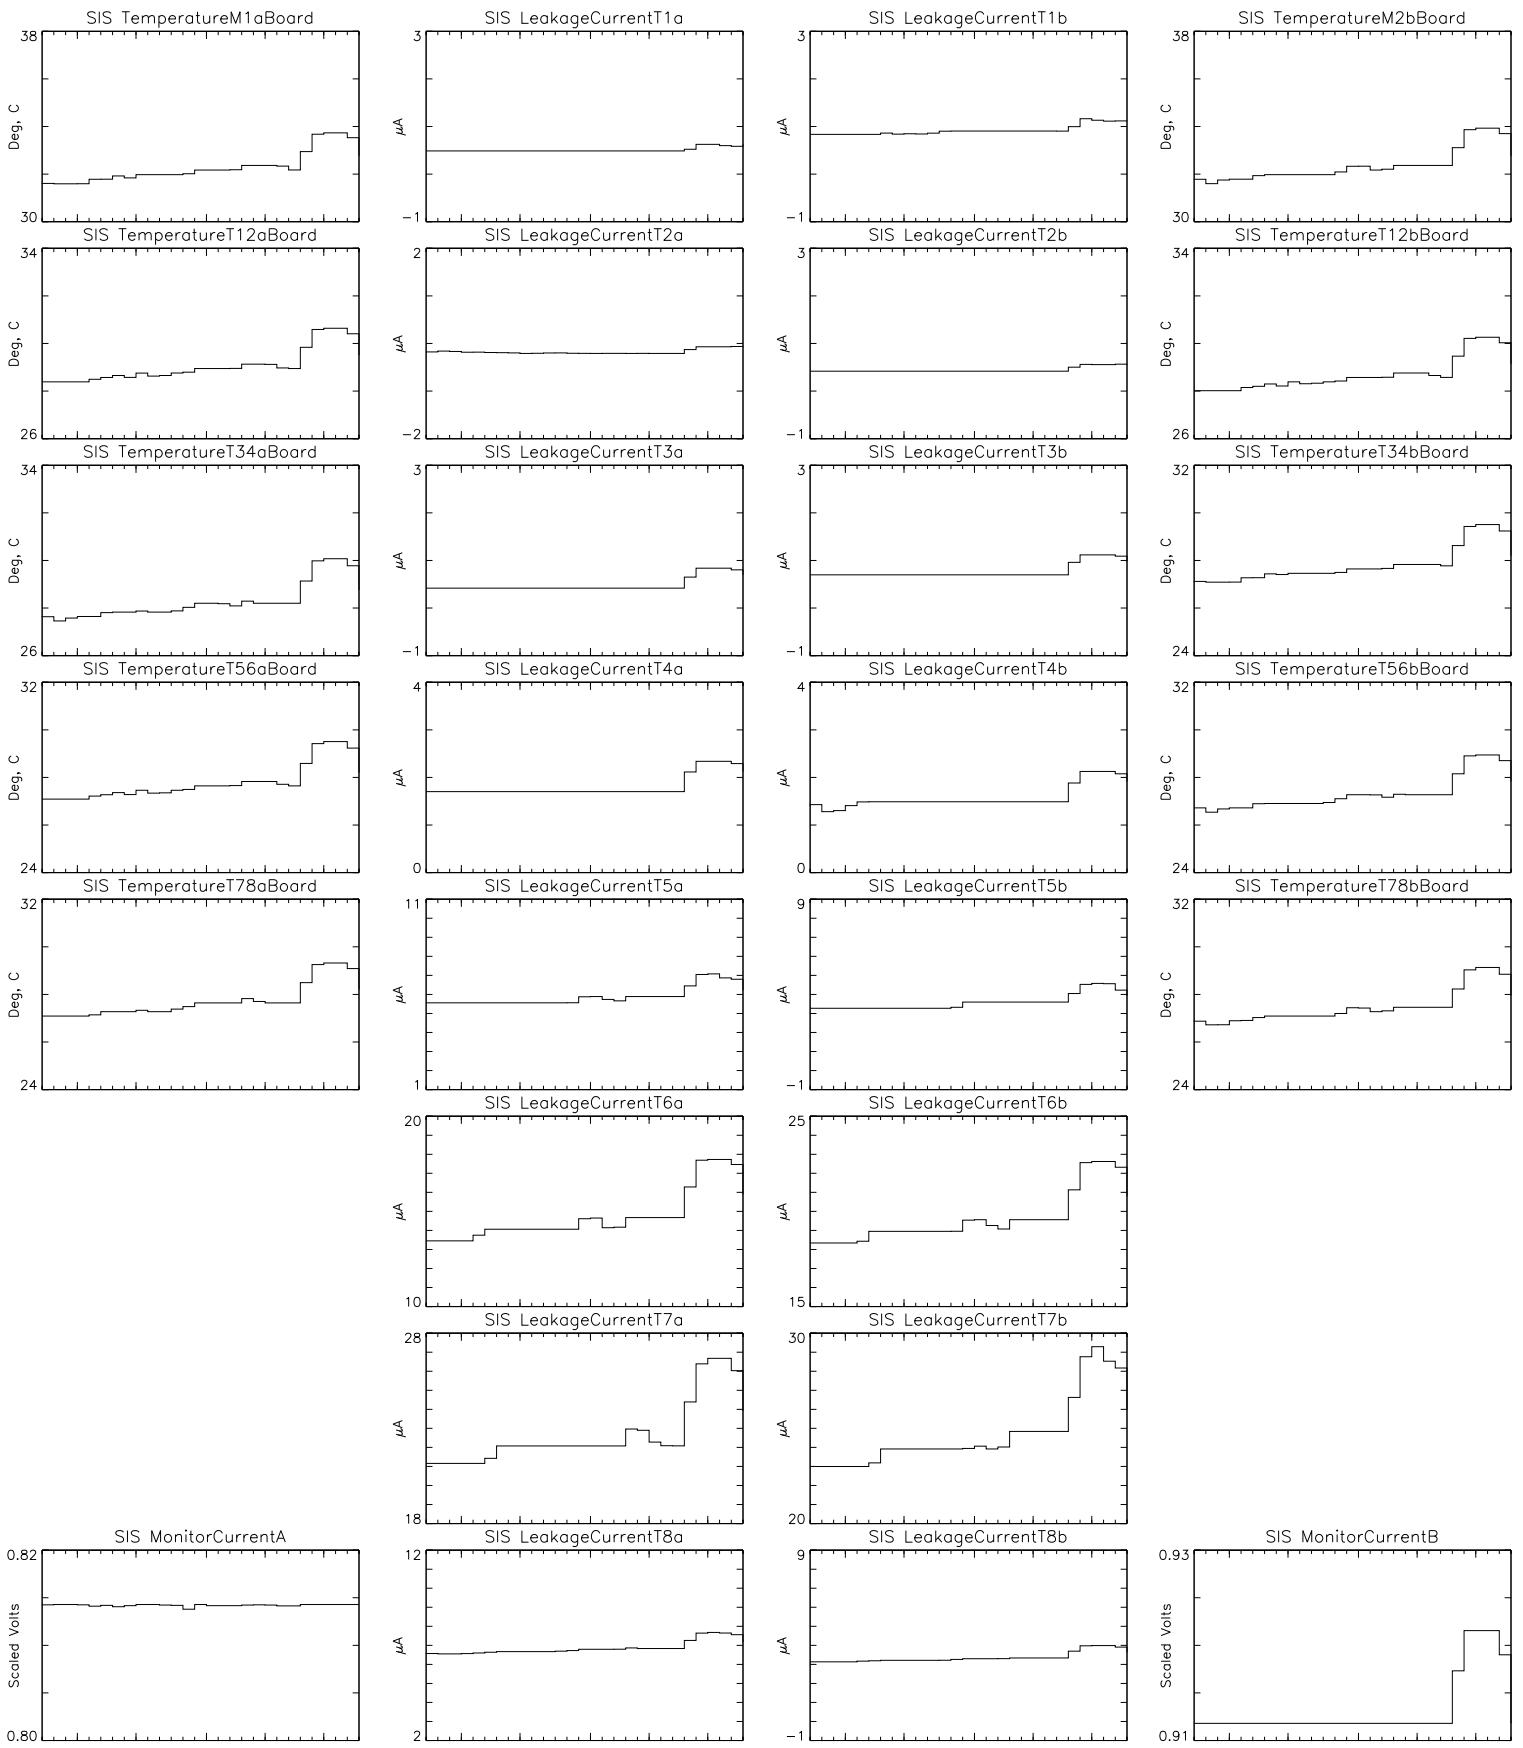 SIS TemperatureM1aBoard
38
Deg, C
30
SIS LeakageCurrentT1a
3
μA
−1
SIS LeakageCurrentT1b
3
μA
−1
SIS TemperatureM2bBoard
38
Deg, C
30
SIS TemperatureT12aBoard
34
Deg, C
26
SIS LeakageCurrentT2a
2
μA
−2
SIS LeakageCurrentT2b
3
μA
−1
SIS TemperatureT12bBoard
34
Deg, C
26
SIS TemperatureT34aBoard
34
Deg, C
26
SIS LeakageCurrentT3a
3
μA
−1
SIS LeakageCurrentT3b
3
μA
−1
SIS TemperatureT34bBoard
32
Deg, C
24
SIS TemperatureT56aBoard
32
Deg, C
24
SIS LeakageCurrentT4a
4
μA
0
SIS LeakageCurrentT4b
4
μA
0
SIS TemperatureT56bBoard
32
Deg, C
24
SIS TemperatureT78aBoard
32
Deg, C
24
SIS LeakageCurrentT5a
11
μA
1
SIS LeakageCurrentT5b
9
μA
−1
SIS TemperatureT78bBoard
32
Deg, C
24
SIS LeakageCurrentT6a
20
μA
10
SIS LeakageCurrentT6b
25
μA
15
SIS LeakageCurrentT7a
28
μA
18
SIS LeakageCurrentT7b
30
μA
20
SIS MonitorCurrentA
0.82
Scaled Volts
0.80
SIS LeakageCurrentT8a
12
μA
2
SIS LeakageCurrentT8b
9
μA
−1
SIS MonitorCurrentB
0.93
Scaled Volts
0.91